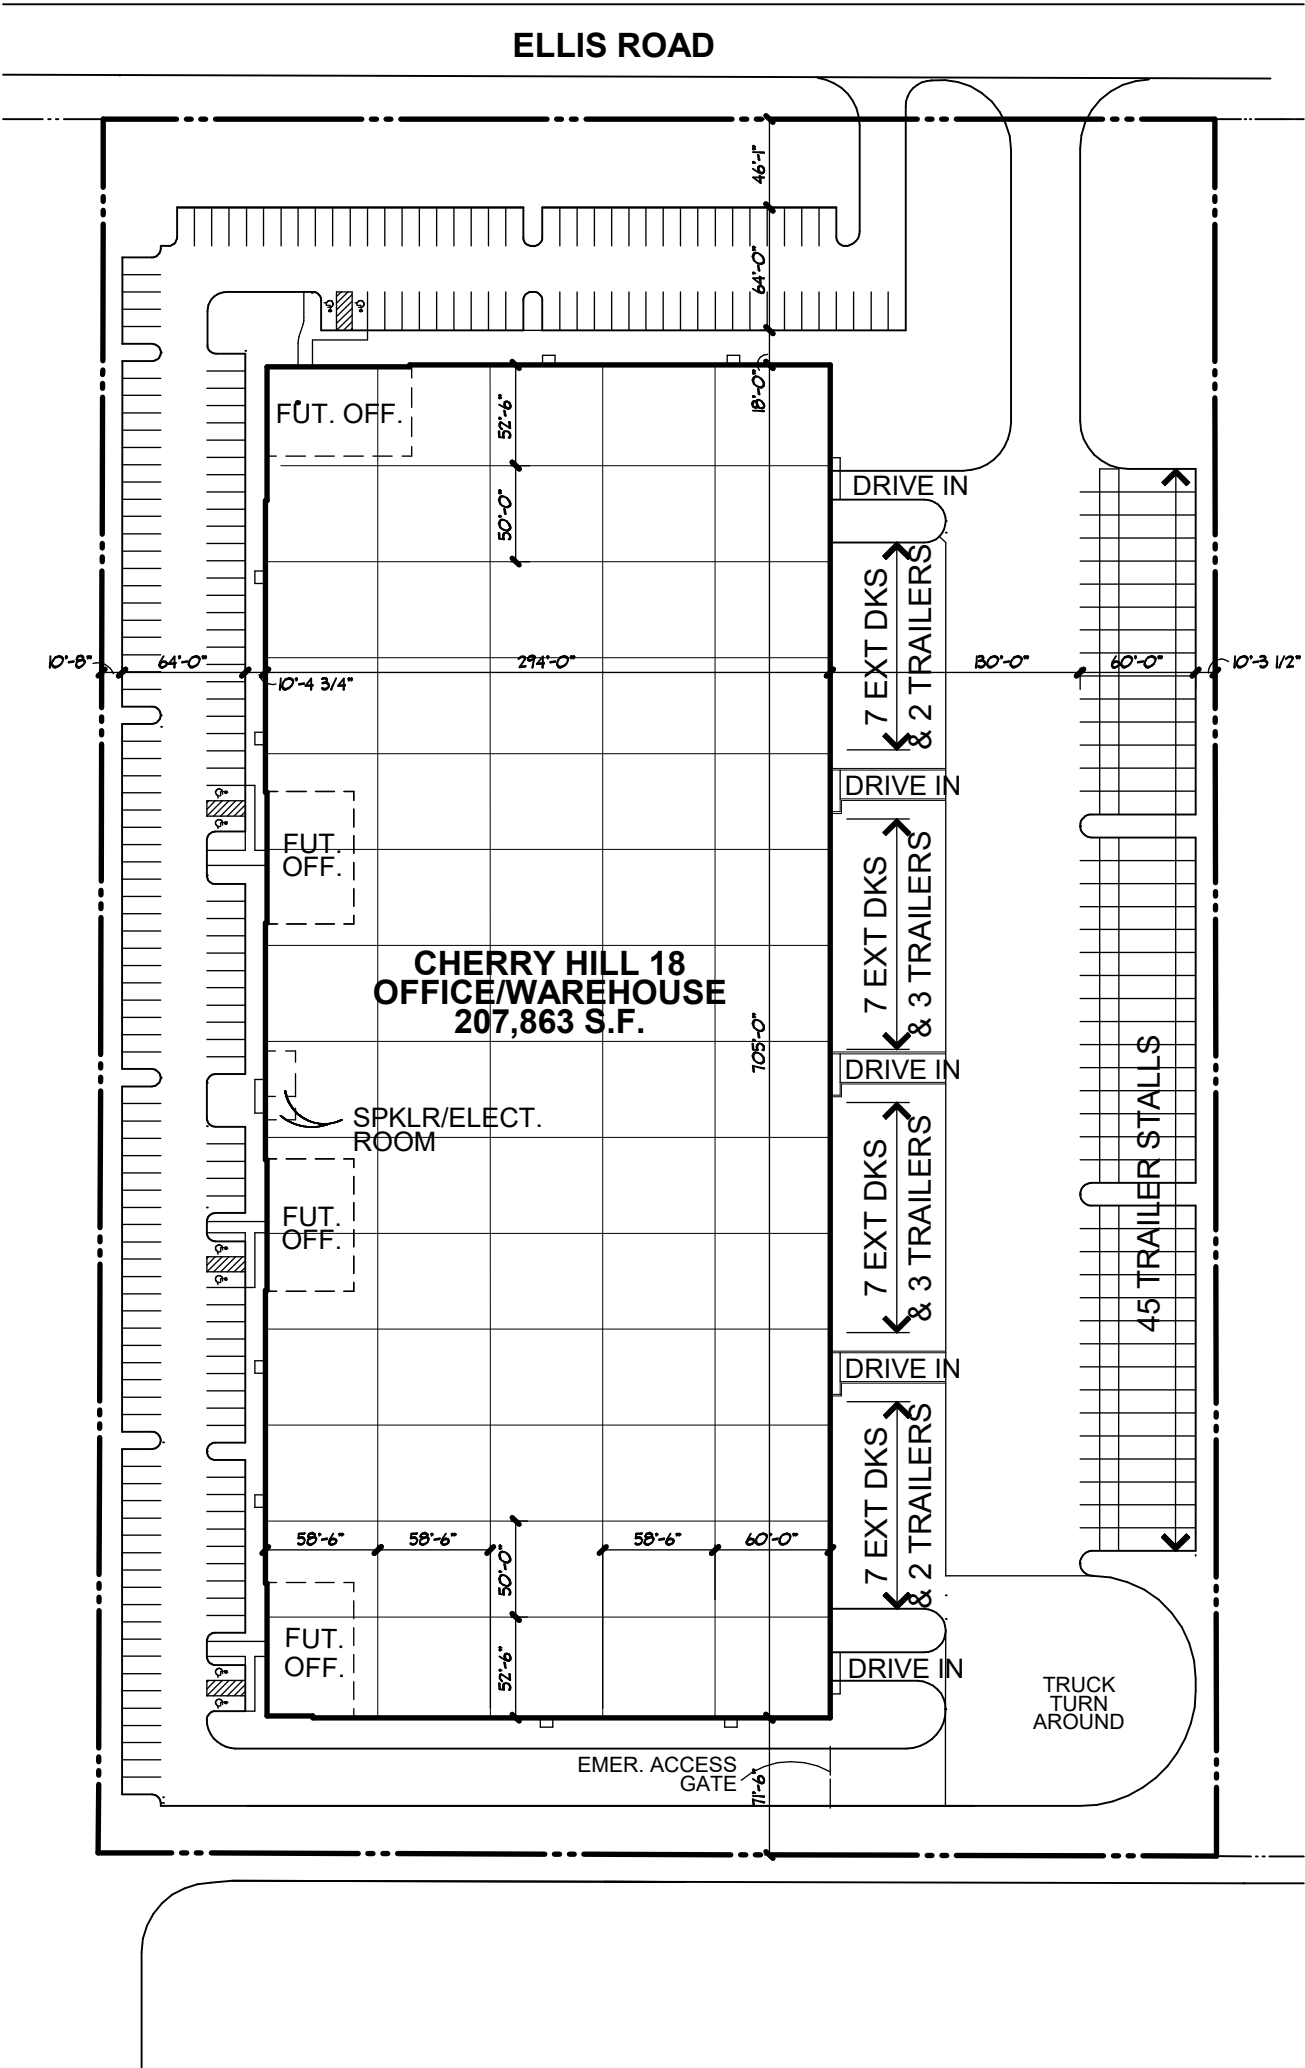 ELLIS ROAD
46'-1"
64'-0"
18'-0"
FUT. OFF.
52'-6"
50'-0"
DRIVE IN
7 EXT DKS
& 2 TRAILERS
10'-8"
64'-0"
10'-4 3/4"
294'-0"
130'-0"
60'-0"
10'-3 1/2"
DRIVE IN
FUT.
OFF.
7 EXT DKS
& 3 TRAILERS
CHERRY HILL 18
OFFICE/WAREHOUSE
207,863 S.F.
705'-0"
DRIVE IN
SPKLR/ELECT.
ROOM
7 EXT DKS
& 3 TRAILERS
45 TRAILER STALLS
FUT.
OFF.
DRIVE IN
7 EXT DKS
& 2 TRAILERS
58'-6"
58'-6"
58'-6"
60'-0"
50'-0"
52'-6"
FUT.
OFF.
DRIVE IN
TRUCK
TURN
AROUND
EMER. ACCESS
GATE
71'-6"